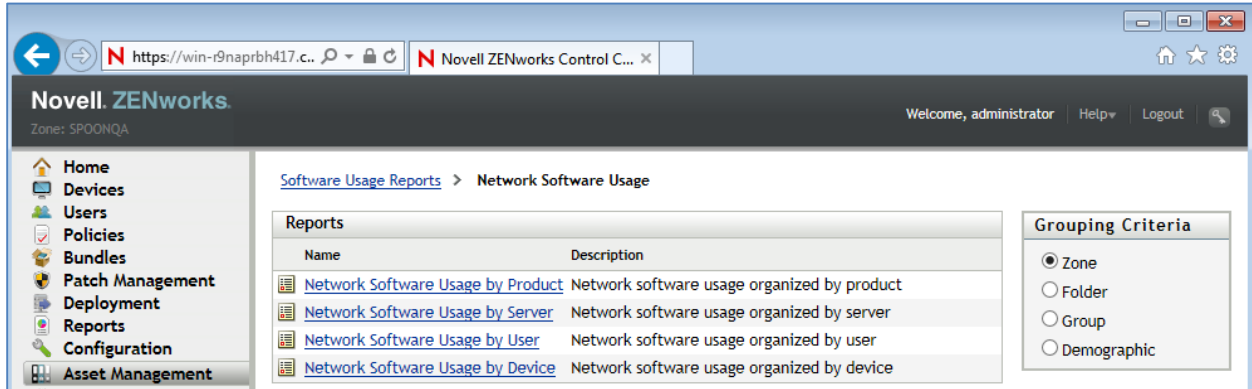 https://win-r9naprbh417.c..
Novell ZENworks Control C...
Novell. ZENworks.
Zone: SPOONQA
Welcome, administrator
Help
Logout
Home
Devices
Users
Policies
Bundles
Patch Management
Deployment
Reports
Configuration
Asset Management
Software Usage Reports > Network Software Usage
Reports
Name Description
Network Software Usage by Product Network software usage organized by product
Network Software Usage by Server Network software usage organized by server
Network Software Usage by User Network software usage organized by user
Network Software Usage by Device Network software usage organized by device
Grouping Criteria
Zone
Folder
Group
Demographic